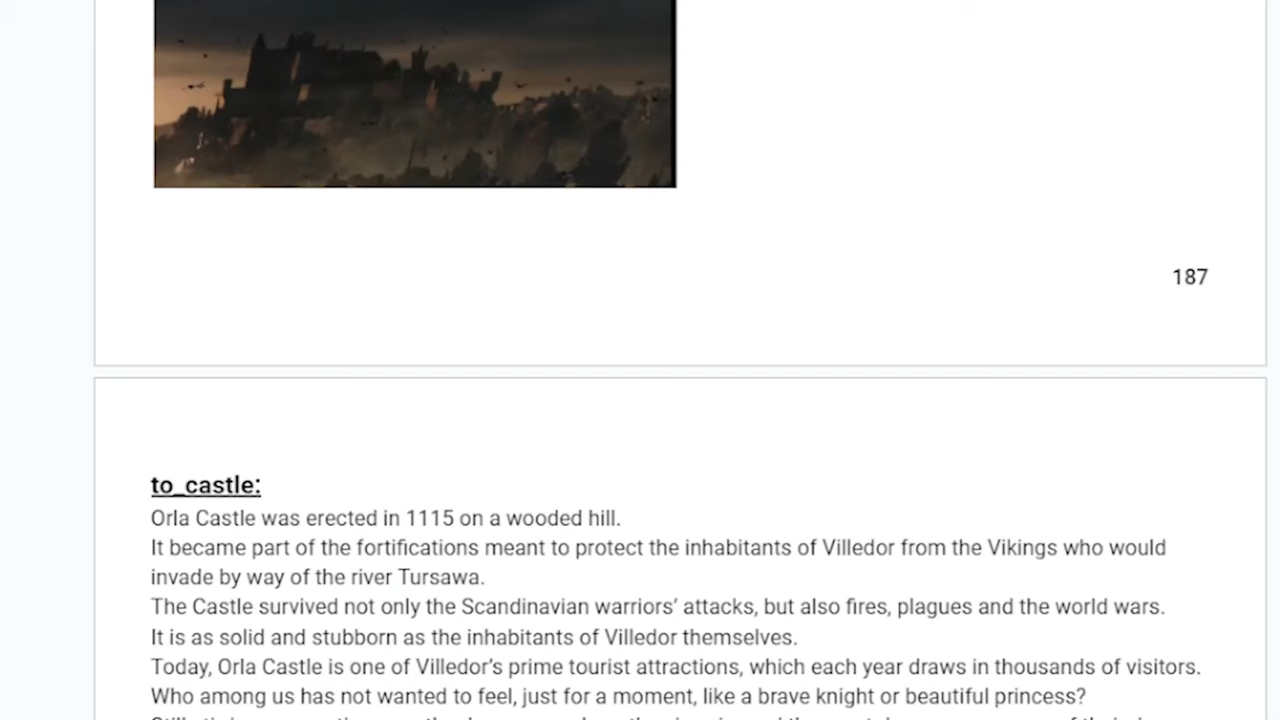 187
to_castle:
Orla Castle was erected in 1115 on a wooded hill.
It became part of the fortifications meant to protect the inhabitants of Villedor from the Vikings who would
invade by way of the river Tursawa.
The Castle survived not only the Scandinavian warriors’ attacks, but also fires, plagues and the world wars.
It is as solid and stubborn as the inhabitants of Villedor themselves.
Today, Orla Castle is one of Villedor’s prime tourist attractions, which each year draws in thousands of visitors.
Who among us has not wanted to feel, just for a moment, like a brave knight or beautiful princess?